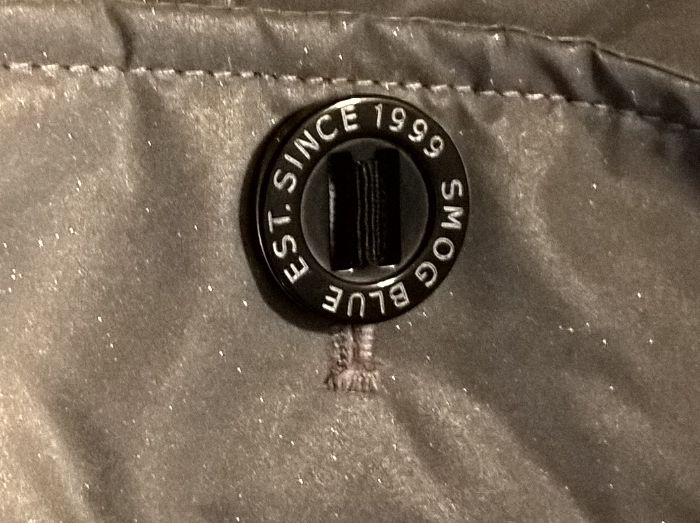 SMOG BLUE EST. SINCE 1999